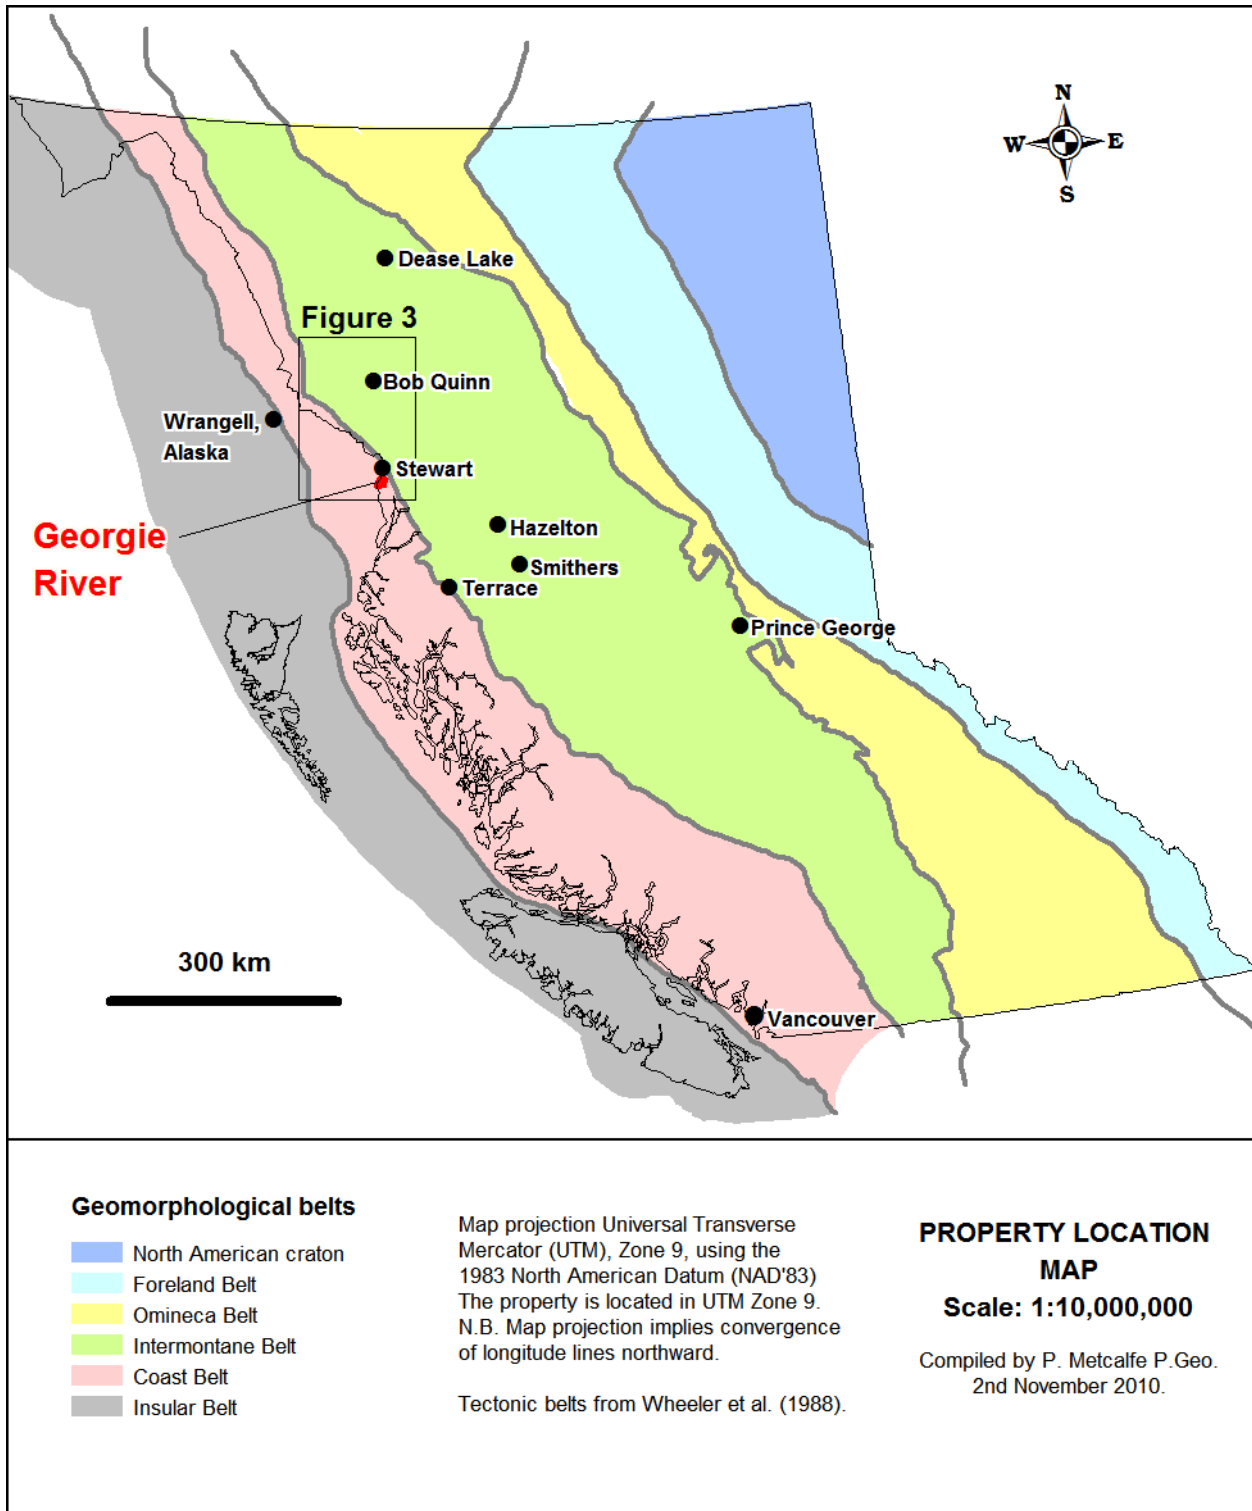 N
W E
S
Dease Lake
Figure 3
Bob Quinn
Wrangell,
Alaska
Stewart
Georgie
River
Hazelton
Smithers
Terrace
Prince George
300 km
Vancouver
Geomorphological belts
North American craton
Foreland Belt
Omineca Belt
Intermontane Belt
Coast Belt
Insular Belt
Map projection Universal Transverse
Mercator (UTM), Zone 9, using the
1983 North American Datum (NAD'83)
The property is located in UTM Zone 9.
N.B. Map projection implies convergence
of longitude lines northward.
Tectonic belts from Wheeler et al. (1988).
PROPERTY LOCATION
MAP
Scale: 1:10,000,000
Compiled by P. Metcalfe P.Geo.
2nd November 2010.